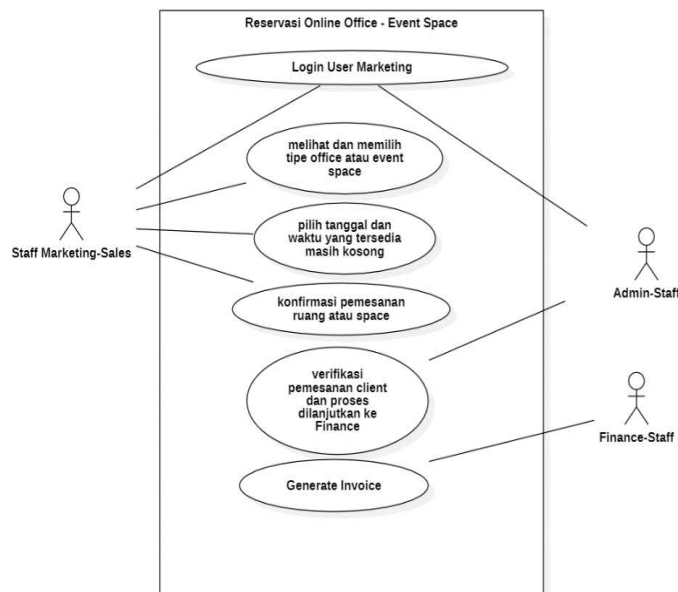 Reservasi Online Office - Event Space
Login User Marketing
melihat dan memilih
tipe office atau event
space
pilih tanggal dan
waktu yang tersedia
masih kosong
Staff Marketing-Sales
konfirmasi pemesanan
ruang atau space
Admin-Staff
verifikasi
pemesanan client
dan proses
dilanjutkan ke
Finance
Finance-Staff
Generate Invoice